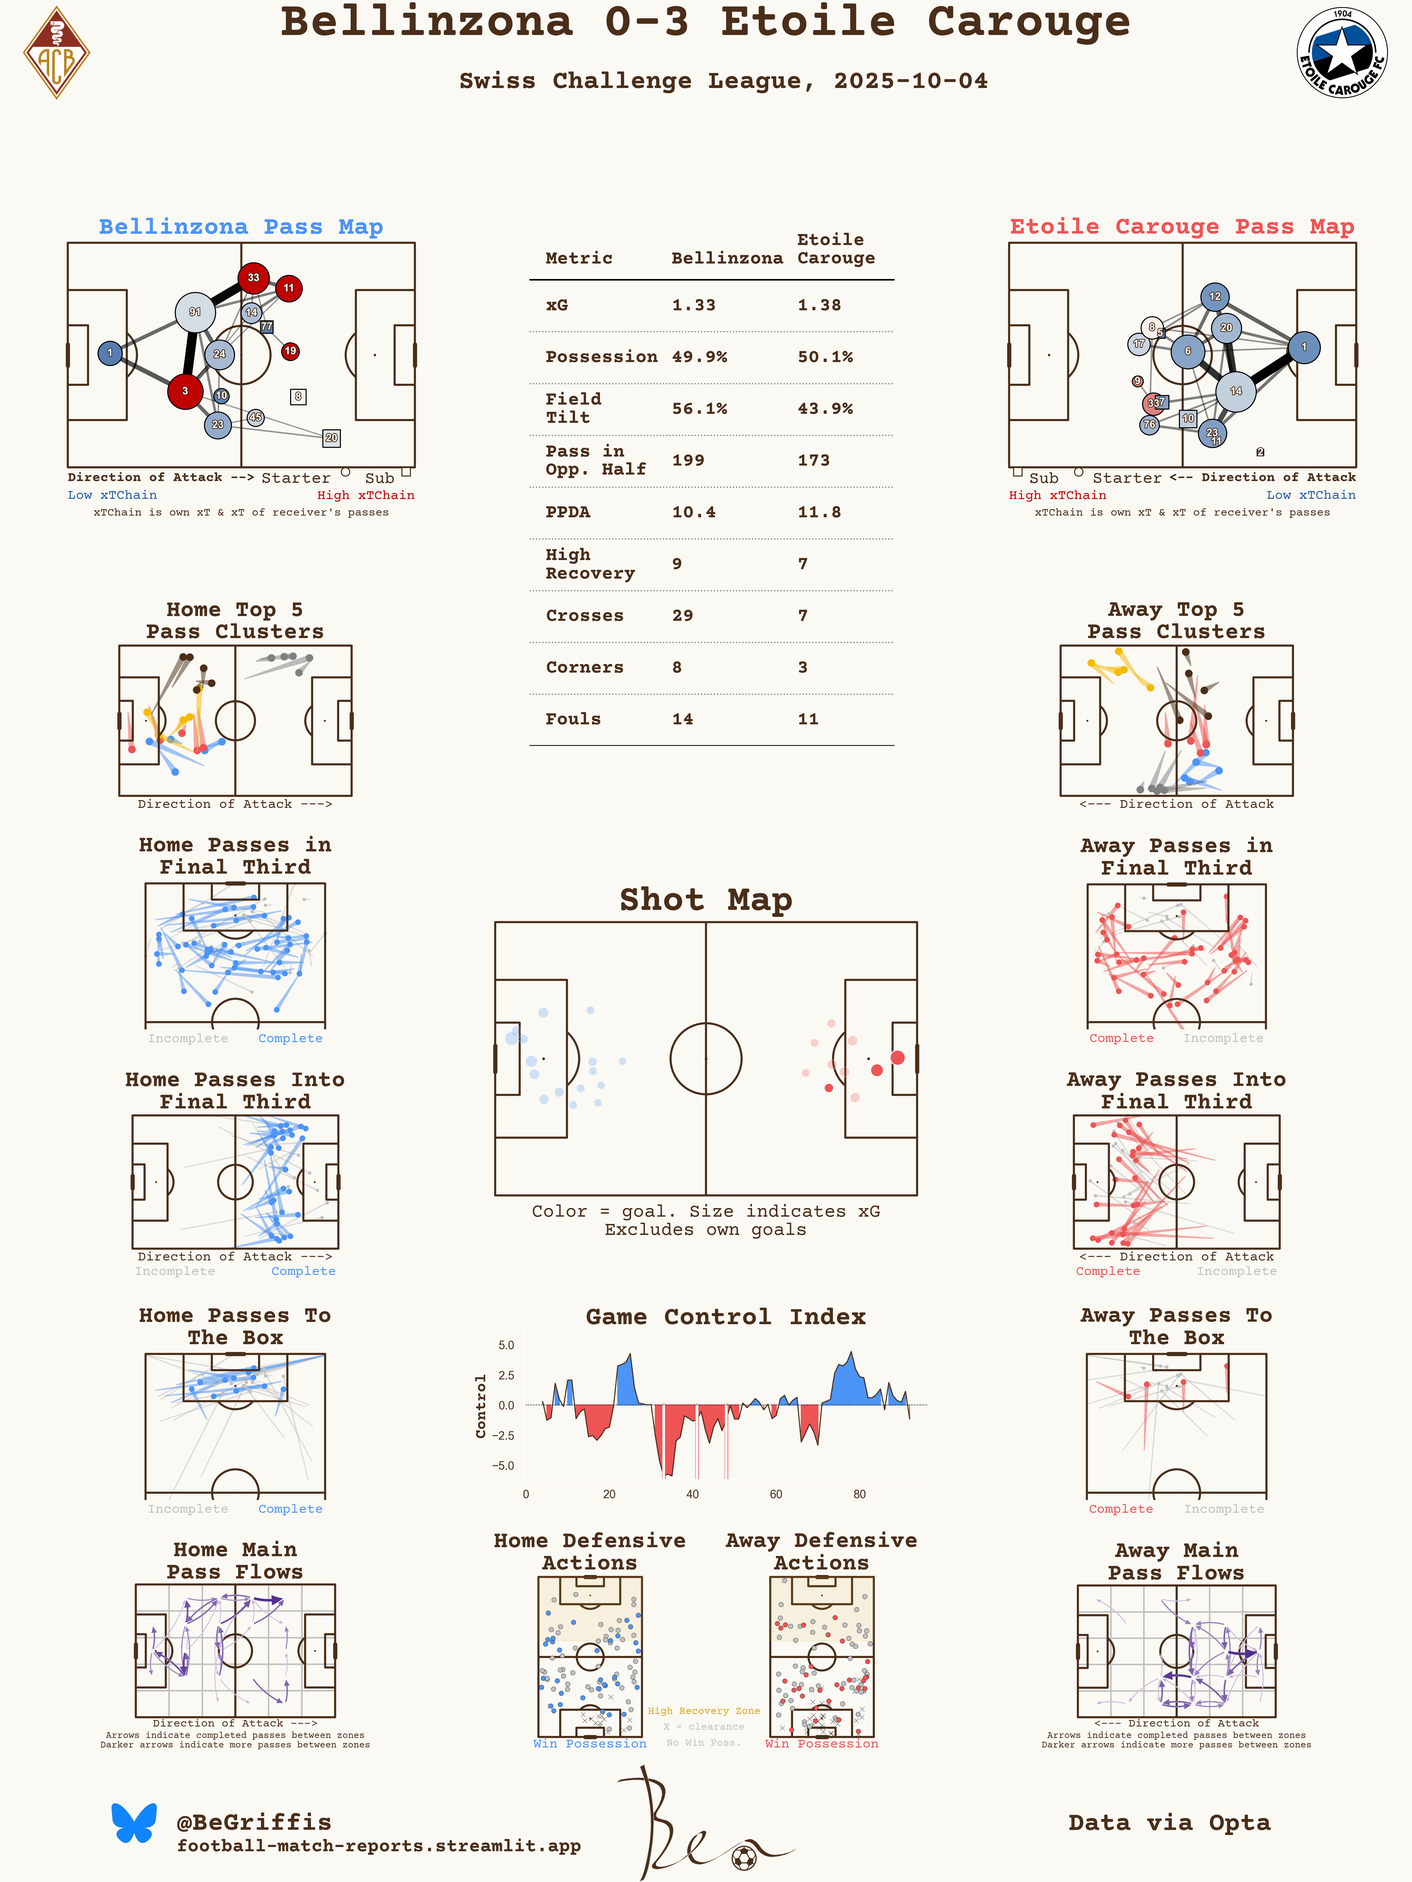 Bellinzona 0-3 Etoile Carouge
Swiss Challenge League, 2025-10-04
ACB
1904
ETOILE CAROUGE FC
Bellinzona Pass Map
33
11
91
14
77
1
24
19
3
10
8
23
45
20
Direction of Attack --> Starter Sub
Low xTChain High xTChain
xTChain is own xT & xT of receiver's passes
Metric Bellinzona Etoile Carouge
xG 1.33 1.38
Possession 49.9% 50.1%
Field Tilt 56.1% 43.9%
Pass in Opp. Half 199 173
PPDA 10.4 11.8
High Recovery 9 7
Crosses 29 7
Corners 8 3
Fouls 14 11
Etoile Carouge Pass Map
12
8
5
20
17
6
1
9
14
33
7
10
76
23
11
2
Sub Starter <-- Direction of Attack
High xTChain Low xTChain
xTChain is own xT & xT of receiver's passes
Home Top 5
Pass Clusters
Direction of Attack --->
Away Top 5
Pass Clusters
<--- Direction of Attack
Home Passes in
Final Third
Incomplete Complete
Away Passes in
Final Third
Complete Incomplete
Shot Map
Color = goal. Size indicates xG
Excludes own goals
Home Passes Into
Final Third
Direction of Attack --->
Incomplete Complete
Away Passes Into
Final Third
<--- Direction of Attack
Complete Incomplete
Home Passes To
The Box
Incomplete Complete
Game Control Index
Control
5.0
2.5
0.0
−2.5
−5.0
0 20 40 60 80
Away Passes To
The Box
Complete Incomplete
Home Main
Pass Flows
Direction of Attack --->
Arrows indicate completed passes between zones
Darker arrows indicate more passes between zones
Home Defensive
Actions
Win Possession
High Recovery Zone
X = clearance
No Win Poss.
Away Defensive
Actions
Win Possession
Away Main
Pass Flows
<--- Direction of Attack
Arrows indicate completed passes between zones
Darker arrows indicate more passes between zones
@BeGriffis
football-match-reports.streamlit.app
Ben
Data via Opta